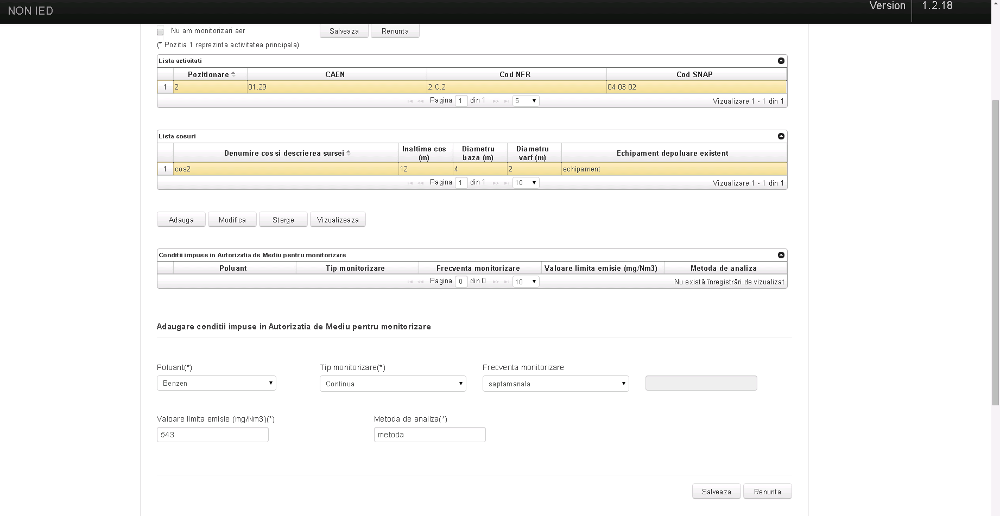 NON IED
Version 1.2.18
Nu am monitorizari aer Salveaza Renunta
(* Pozitia 1 reprezinta activitatea principala)
Lista activitati
Pozitionare CAEN Cod NFR Cod SNAP
1 2 01.29 2.C.2 04 03 02
Pagina 1 din 1 5 Vizualizare 1 - 1 din 1
Lista cosuri
Denumire cos si descrierea sursei Inaltime cos (m) Diametru baza (m) Diametru varf (m) Echipament depoluare existent
1 cos2 12 4 2 echipament
Pagina 1 din 1 10 Vizualizare 1 - 1 din 1
Adauga Modifica Sterge Vizualizeaza
Conditii impuse in Autorizatia de Mediu pentru monitorizare
Poluant Tip monitorizare Frecventa monitorizare Valoare limita emisie (mg/Nm3) Metoda de analiza
Pagina 0 din 0 10 Nu există înregistrări de vizualizat
Adaugare conditii impuse in Autorizatia de Mediu pentru monitorizare
Poluant(*) Tip monitorizare(*) Frecventa monitorizare
Benzen Continua saptamanala
Valoare limita emisie (mg/Nm3)(*) Metoda de analiza(*)
543 metoda
Salveaza Renunta